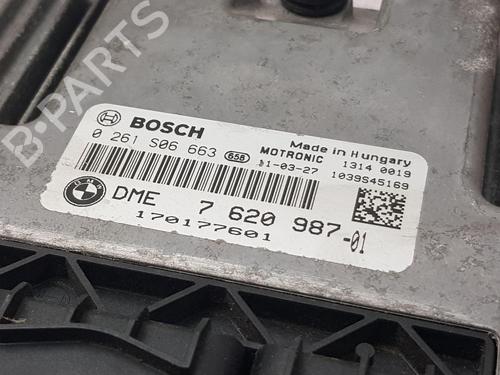 BOSCH
Made in Hungary
0 261 S06 663 658 MOTRONIC 1314 0019
11-03-27 1039S45169
BMW DME 7 620 987-01
170177601
B-PARTS